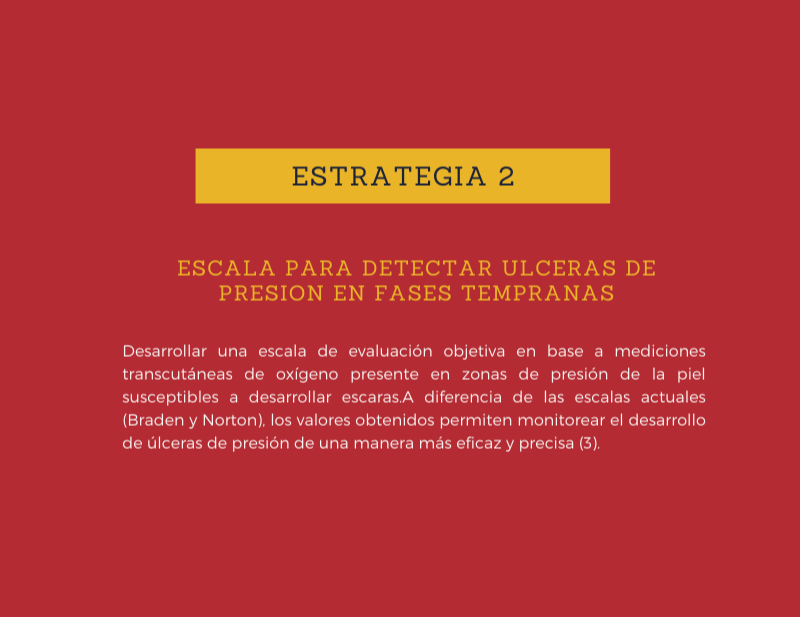 ESTRATEGIA 2
ESCALA PARA DETECTAR ULCERAS DE
PRESION EN FASES TEMPRANAS
Desarrollar una escala de evaluación objetiva en base a mediciones
transcutáneas de oxígeno presente en zonas de presión de la piel
susceptibles a desarrollar escaras.A diferencia de las escalas actuales
(Braden y Norton), los valores obtenidos permiten monitorear el desarrollo
de úlceras de presión de una manera más eficaz y precisa (3).